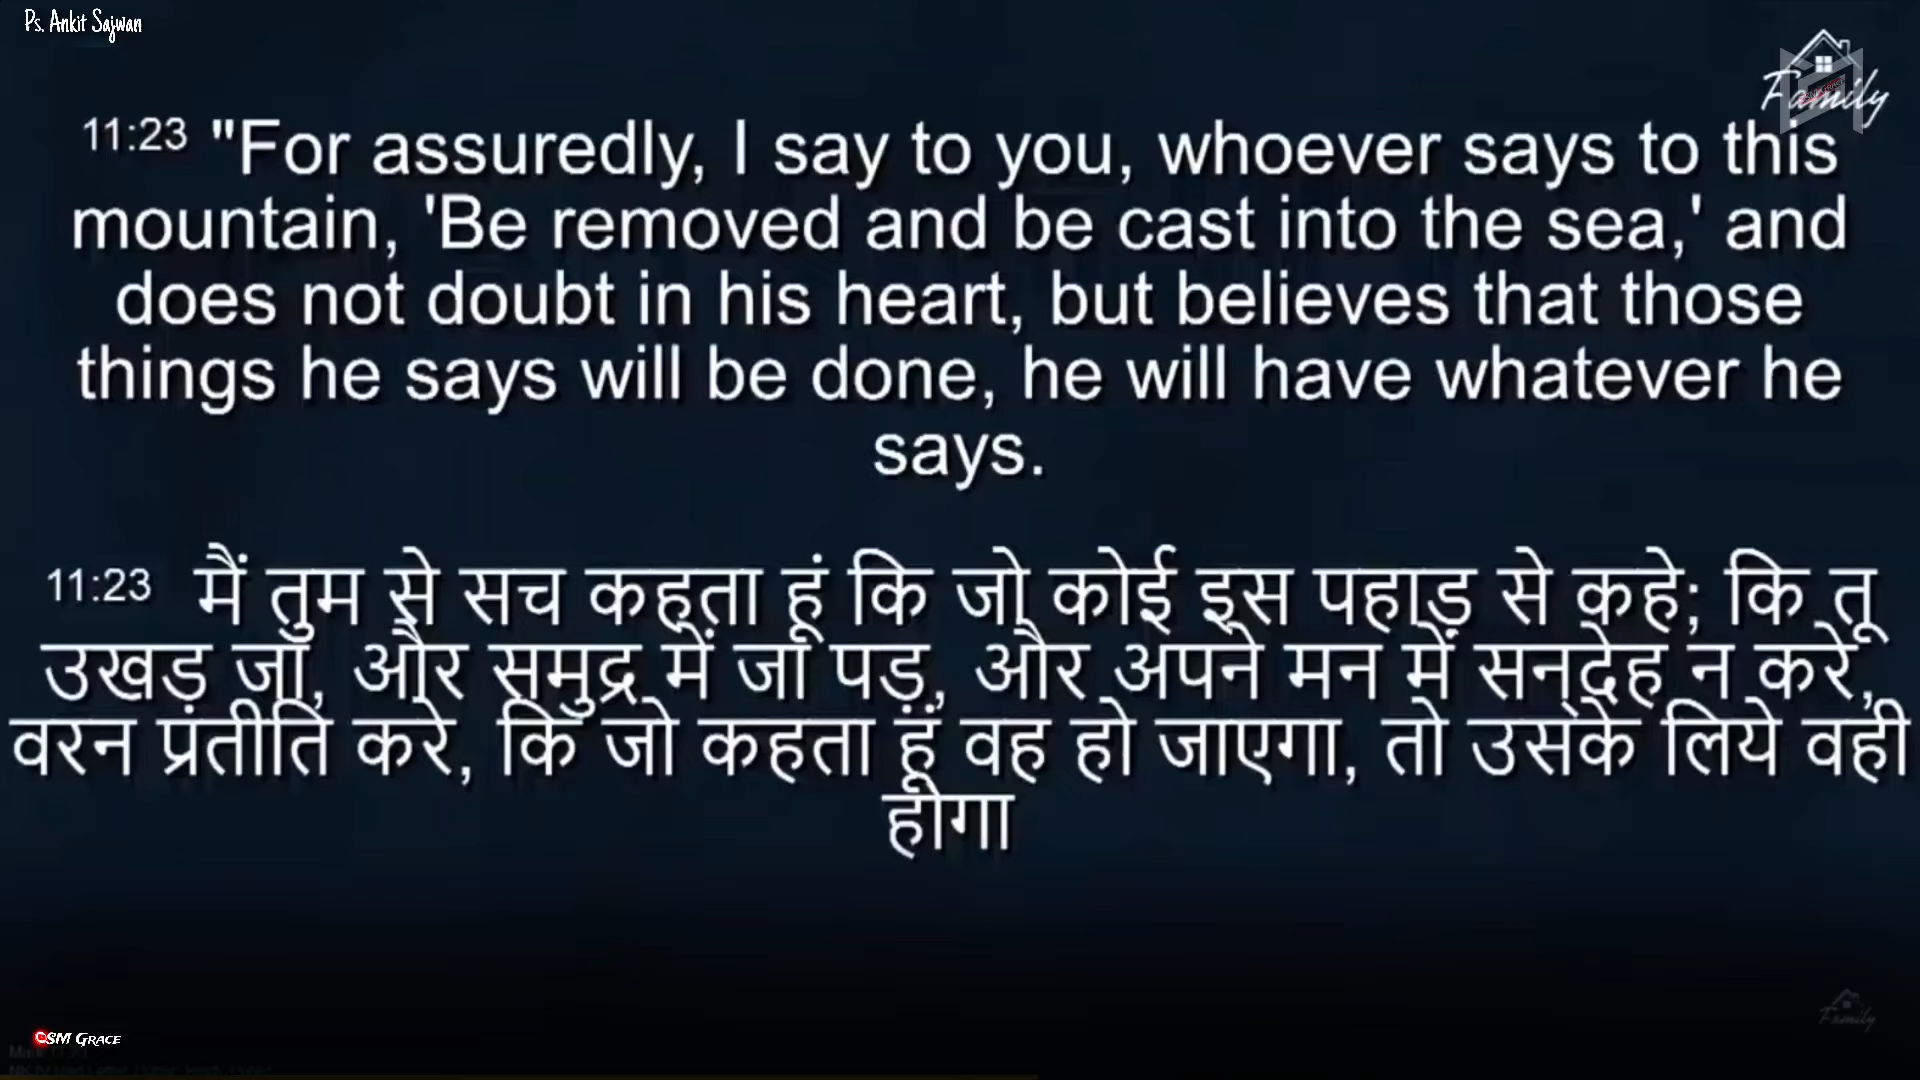 Ps. Ankit Sajwan
Family
11:23 "For assuredly, I say to you, whoever says to this
mountain, 'Be removed and be cast into the sea,' and
does not doubt in his heart, but believes that those
things he says will be done, he will have whatever he
says.
11:23 मैं तुम से सच कहता हूं कि जो कोई इस पहाड़ से कहे; कि तू
उखड़ जा, और समुद्र में जा पड़, और अपने मन में सन्देह न करे,
वरन प्रतीति करे, कि जो कहता हूं वह हो जाएगा, तो उसके लिये वही
होगा
Family
OSM GRACE